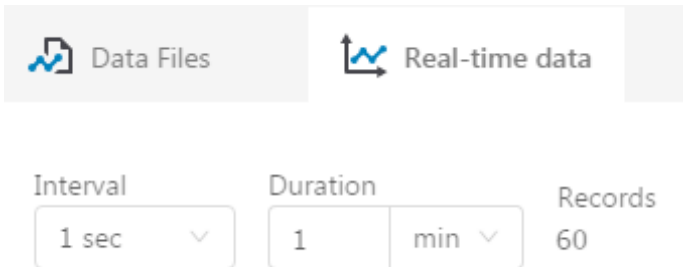 Data Files Real-time data
Interval Duration Records
1 sec 1 min 60